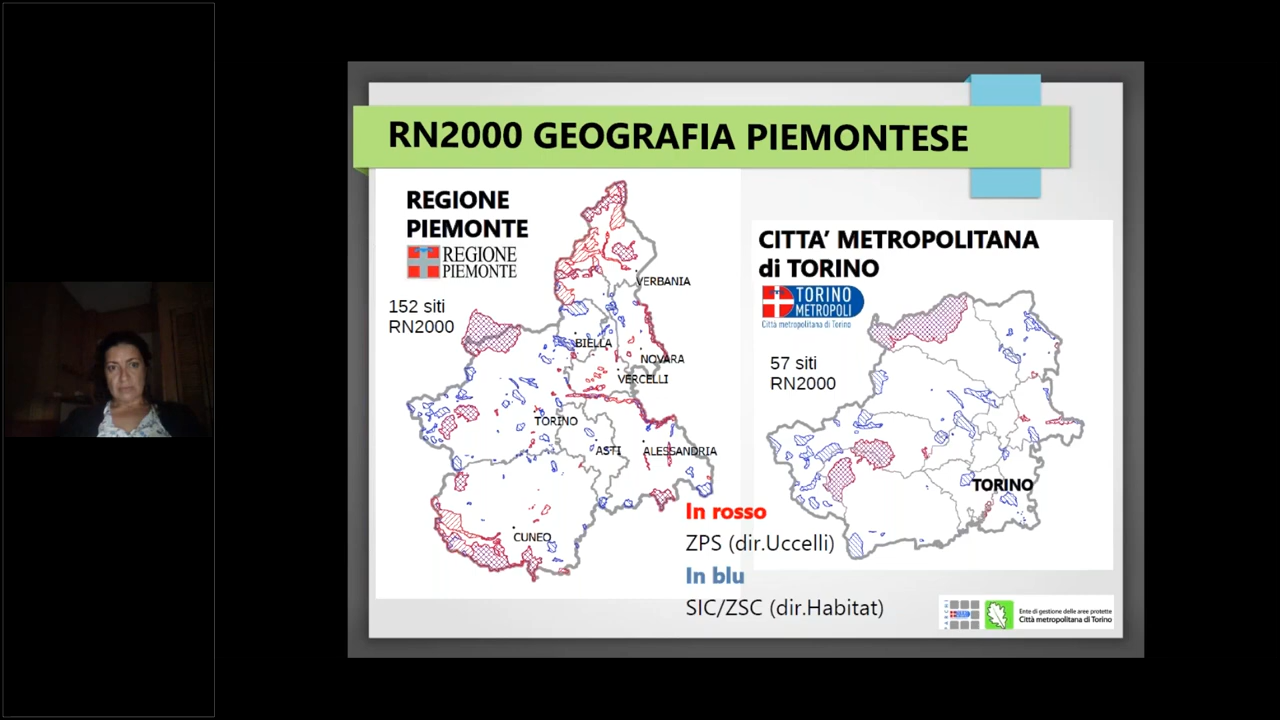 RN2000 GEOGRAFIA PIEMONTESE
REGIONE
PIEMONTE
REGIONE
PIEMONTE
152 siti
RN2000
VERBANIA
BIELLA
NOVARA
VERCELLI
TORINO
ASTI
ALESSANDRIA
CUNEO
CITTA’ METROPOLITANA
di TORINO
TORINO
METROPOLI
Città metropolitana di Torino
57 siti
RN2000
TORINO
In rosso
ZPS (dir.Uccelli)
In blu
SIC/ZSC (dir.Habitat)
Ente di gestione delle aree protette
Città metropolitana di Torino